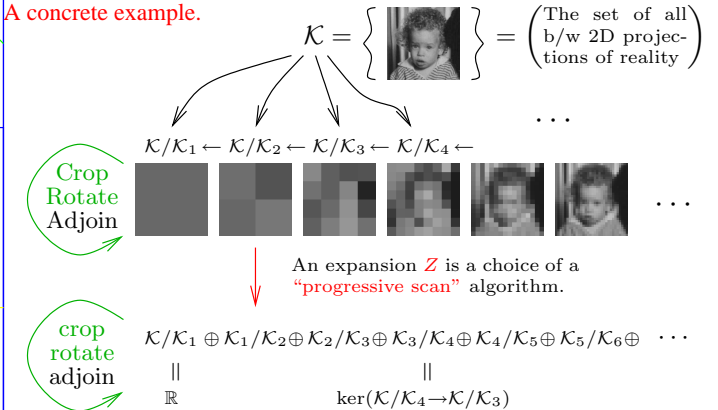 A concrete example.
𝒦 = { } = (The set of all
b/w 2D projec-
tions of reality)
. . .
𝒦/𝒦₁ ← 𝒦/𝒦₂ ← 𝒦/𝒦₃ ← 𝒦/𝒦₄ ←
Crop
Rotate
Adjoin
. . .
An expansion Z is a choice of a
“progressive scan” algorithm.
crop
rotate
adjoin
𝒦/𝒦₁ ⊕ 𝒦₁/𝒦₂ ⊕ 𝒦₂/𝒦₃ ⊕ 𝒦₃/𝒦₄ ⊕ 𝒦₄/𝒦₅ ⊕ 𝒦₅/𝒦₆ ⊕ . . .
|| ||
ℝ ker(𝒦/𝒦₄→𝒦/𝒦₃)